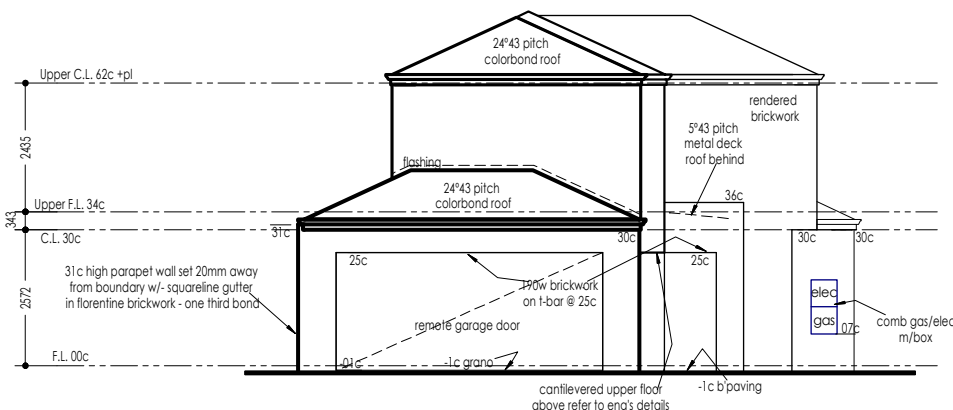 24°43 pitch
colorbond roof
Upper C.L. 62c +pl
rendered
brickwork
2435
5°43 pitch
metal deck
roof behind
flashing
24°43 pitch
colorbond roof
36c
Upper F.L. 34c
343
31c
30c
30c
30c
C.L. 30c
25c
25c
31c high parapet wall set 20mm away
from boundary w/- squareline gutter
in florentine brickwork - one third bond
190w brickwork
on t-bar @ 25c
2572
elec
gas
07c
comb gas/elec
m/box
remote garage door
F.L. 00c
-01c
-1c grano
cantilevered upper floor
above refer to eng's details
-1c b'paving